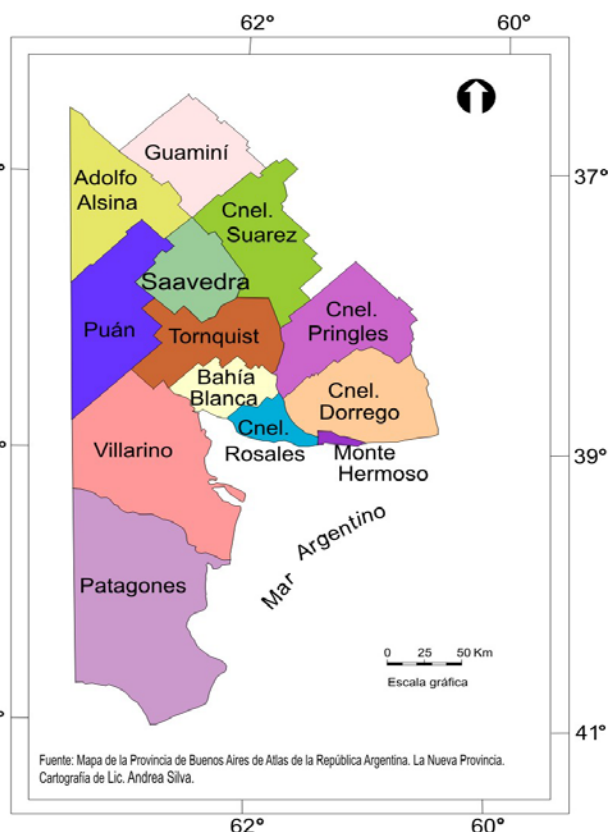 62°
60°
Guaminí
Adolfo
Alsina
37°
Cnel.
Suarez
Saavedra
Cnel.
Pringles
Puán
Tornquist
Bahía
Blanca
Cnel.
Dorrego
Cnel.
Rosales
Villarino
Monte
Hermoso
39°
Mar Argentino
Patagones
0 25 50 Km
Escala gráfica
41°
Fuente: Mapa de la Provincia de Buenos Aires de Atlas de la República Argentina. La Nueva Provincia.
Cartografía de Lic. Andrea Silva.
62°
60°